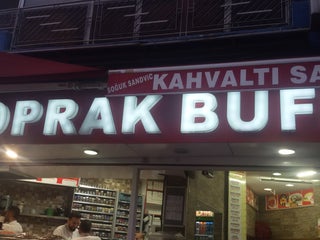 SOĞUK SANDVİÇ KAHVALTI SA
OPRAK BUF